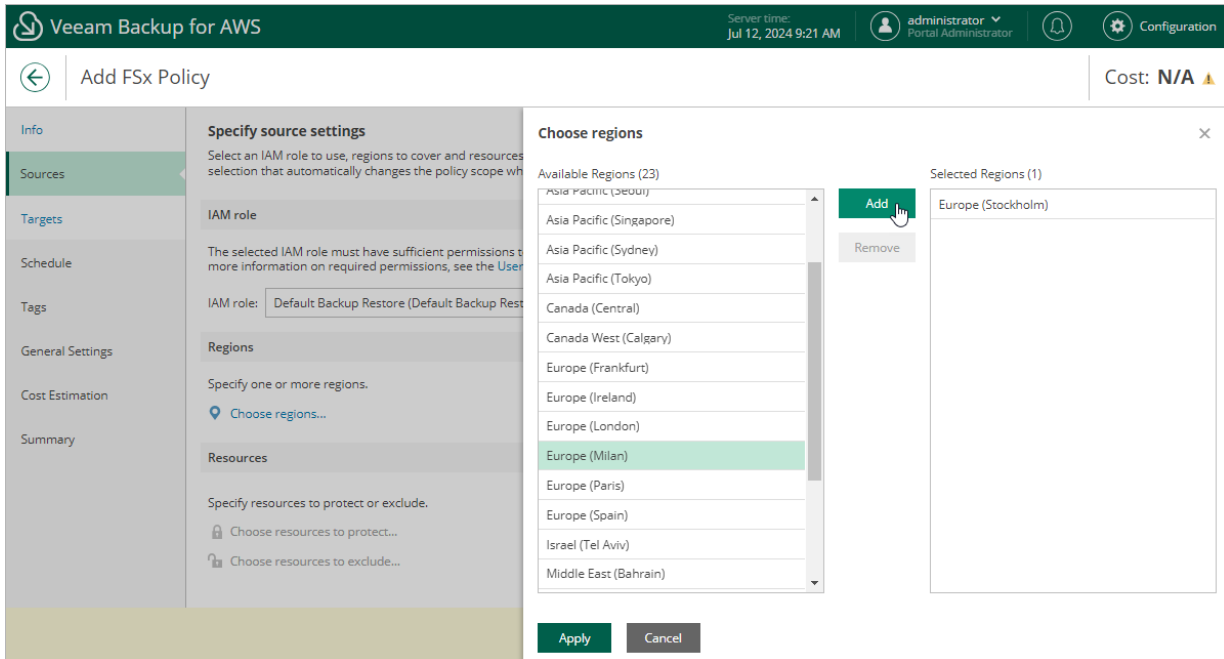 Veeam Backup for AWS
Server time:
Jul 12, 2024 9:21 AM
administrator
Portal Administrator
Configuration
Add FSx Policy
Cost: N/A
Info
Sources
Targets
Schedule
Tags
General Settings
Cost Estimation
Summary
Specify source settings
Select an IAM role to use, regions to cover and resources
selection that automatically changes the policy scope wh
IAM role
The selected IAM role must have sufficient permissions t
more information on required permissions, see the User
IAM role: Default Backup Restore (Default Backup Rest
Regions
Specify one or more regions.
Choose regions...
Resources
Specify resources to protect or exclude.
Choose resources to protect...
Choose resources to exclude...
Choose regions
Available Regions (23)
Asia Pacific (Seoul)
Asia Pacific (Singapore)
Asia Pacific (Sydney)
Asia Pacific (Tokyo)
Canada (Central)
Canada West (Calgary)
Europe (Frankfurt)
Europe (Ireland)
Europe (London)
Europe (Milan)
Europe (Paris)
Europe (Spain)
Israel (Tel Aviv)
Middle East (Bahrain)
Add
Remove
Selected Regions (1)
Europe (Stockholm)
Apply
Cancel